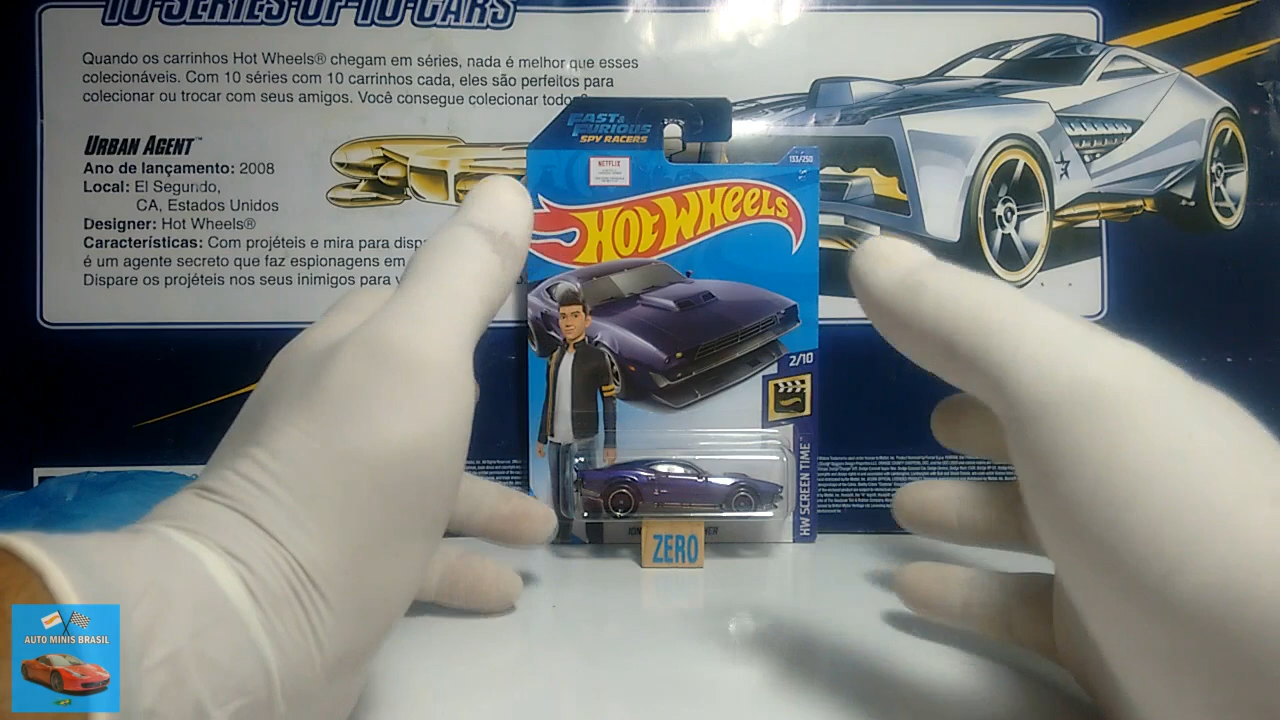 10-SERIES-OF-10-CARS
Quando os carrinhos Hot Wheels® chegam em séries, nada é melhor que esses
colecionáveis. Com 10 séries com 10 carrinhos cada, eles são perfeitos para
colecionar ou trocar com seus amigos. Você consegue colecionar todos?
URBAN AGENT™
Ano de lançamento: 2008
Local: El Segundo,
CA, Estados Unidos
Designer: Hot Wheels®
Características: Com projéteis e mira para
é um agente secreto que faz espionagem em
Dispare os projéteis nos seus inimigos para
FAST &
FURIOUS
SPY RACERS
NETFLIX
133/250
HOT WHEELS
2/10
HW SCREEN TIME
ZERO
AUTO MINIS BRASIL